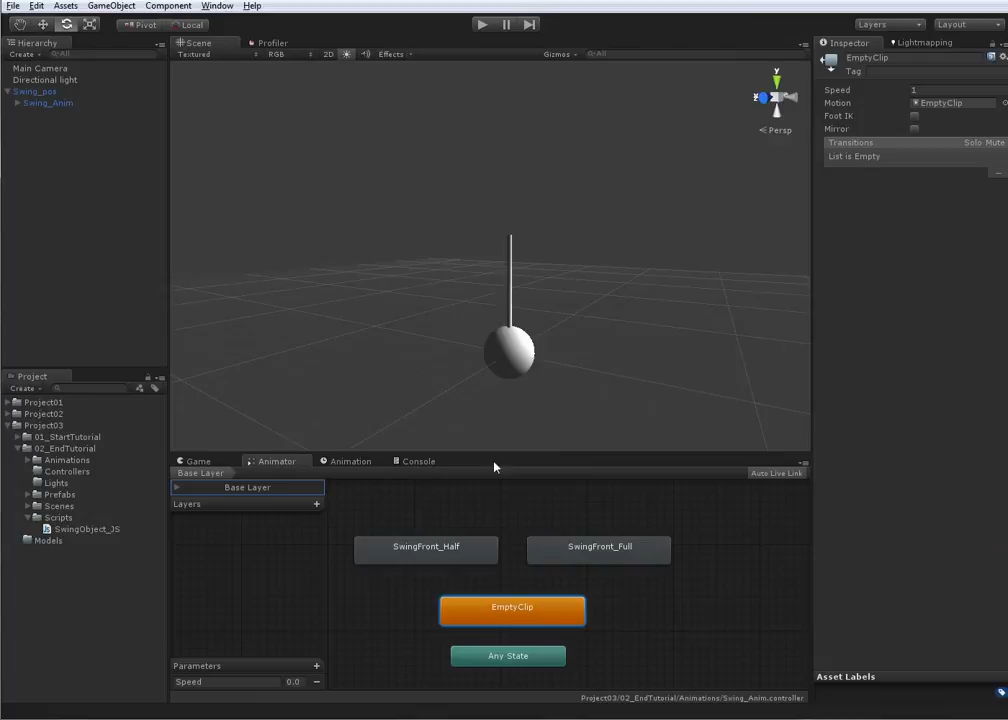 File Edit Assets GameObject Component Window Help
Pivot Local Layers Layout
Hierarchy
Create All
Main Camera
Directional light
Swing_pos
Swing_Anim
Scene Profiler
Textured RGB 2D Effects Gizmos All
y
Persp
Inspector Lightmapping
EmptyClip
Tag
Speed 1
Motion EmptyClip
Foot IK
Mirror
Transitions Solo Mute
List is Empty
Project
Create
Project01
Project02
Project03
01_StartTutorial
02_EndTutorial
Animations
Controllers
Lights
Prefabs
Scenes
Scripts
SwingObject_JS
Models
Game Animator Animation Console
Base Layer Auto Live Link
Base Layer
Layers +
SwingFront_Half SwingFront_Full
EmptyClip
Any State
Parameters +
Speed 0.0 −
Project03/02_EndTutorial/Animations/Swing_Anim.controller
Asset Labels